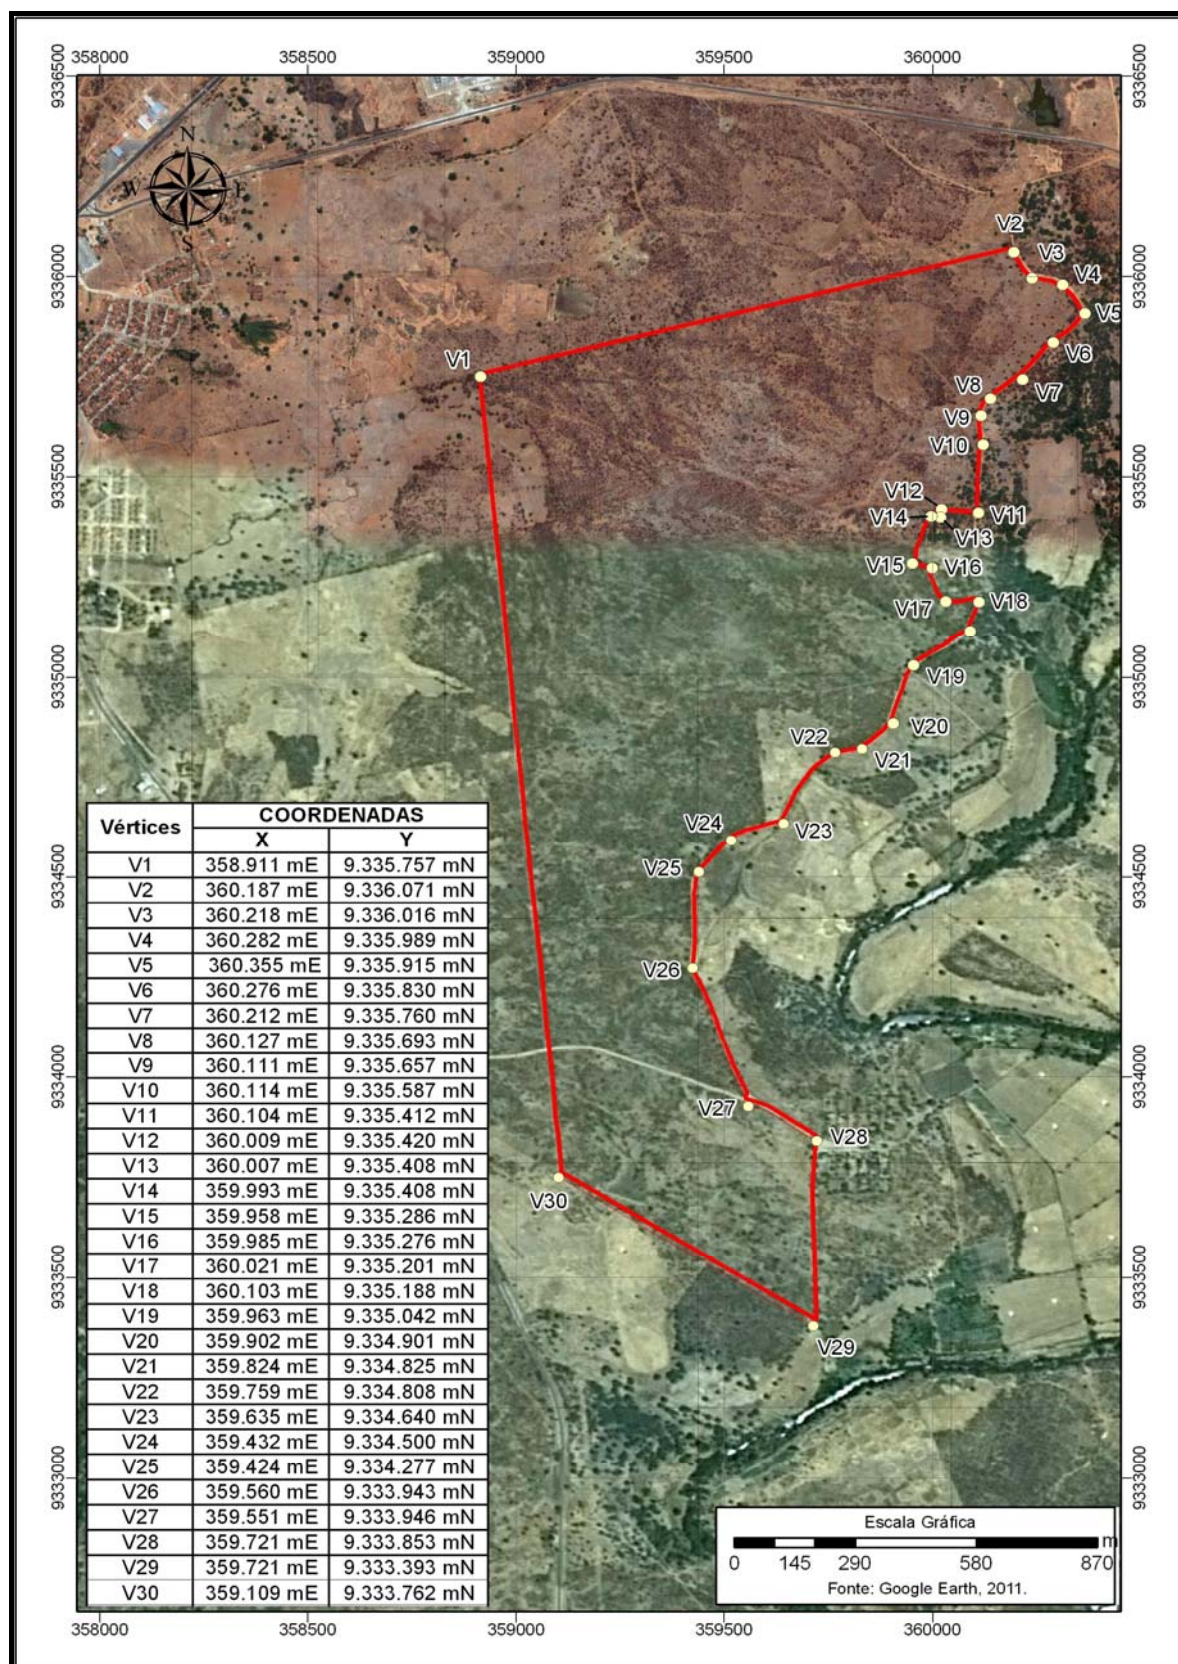 358000 358500 359000 359500 360000
9336500
9336000
9335500
9335000
9334500
9334000
9333500
9333000
N
W E
S
V2
V3
V4
V5
V6
V7
V8
V9
V10
V1
V12
V14
V11
V13
V15
V16
V17
V18
V19
V20
V21
V22
V23
V24
V25
V26
V27
V28
V30
V29
Vértices COORDENADAS
X Y
V1 358.911 mE 9.335.757 mN
V2 360.187 mE 9.336.071 mN
V3 360.218 mE 9.336.016 mN
V4 360.282 mE 9.335.989 mN
V5 360.355 mE 9.335.915 mN
V6 360.276 mE 9.335.830 mN
V7 360.212 mE 9.335.760 mN
V8 360.127 mE 9.335.693 mN
V9 360.111 mE 9.335.657 mN
V10 360.114 mE 9.335.587 mN
V11 360.104 mE 9.335.412 mN
V12 360.009 mE 9.335.420 mN
V13 360.007 mE 9.335.408 mN
V14 359.993 mE 9.335.408 mN
V15 359.958 mE 9.335.286 mN
V16 359.985 mE 9.335.276 mN
V17 360.021 mE 9.335.201 mN
V18 360.103 mE 9.335.188 mN
V19 359.963 mE 9.335.042 mN
V20 359.902 mE 9.334.901 mN
V21 359.824 mE 9.334.825 mN
V22 359.759 mE 9.334.808 mN
V23 359.635 mE 9.334.640 mN
V24 359.432 mE 9.334.500 mN
V25 359.424 mE 9.334.277 mN
V26 359.560 mE 9.333.943 mN
V27 359.551 mE 9.333.946 mN
V28 359.721 mE 9.333.853 mN
V29 359.721 mE 9.333.393 mN
V30 359.109 mE 9.333.762 mN
Escala Gráfica
m
0 145 290 580 870
Fonte: Google Earth, 2011.
9336500
9336000
9335500
9335000
9334500
9334000
9333500
9333000
358000 358500 359000 359500 360000